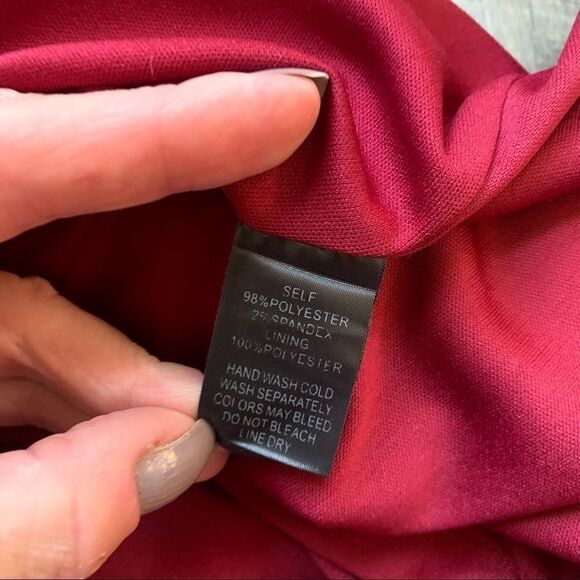 SELF
98%POLYESTER
2%SPANDEX
LINING
100%POLYESTER
HAND WASH COLD
WASH SEPARATELY
COLORS MAY BLEED
DO NOT BLEACH
LINE DRY